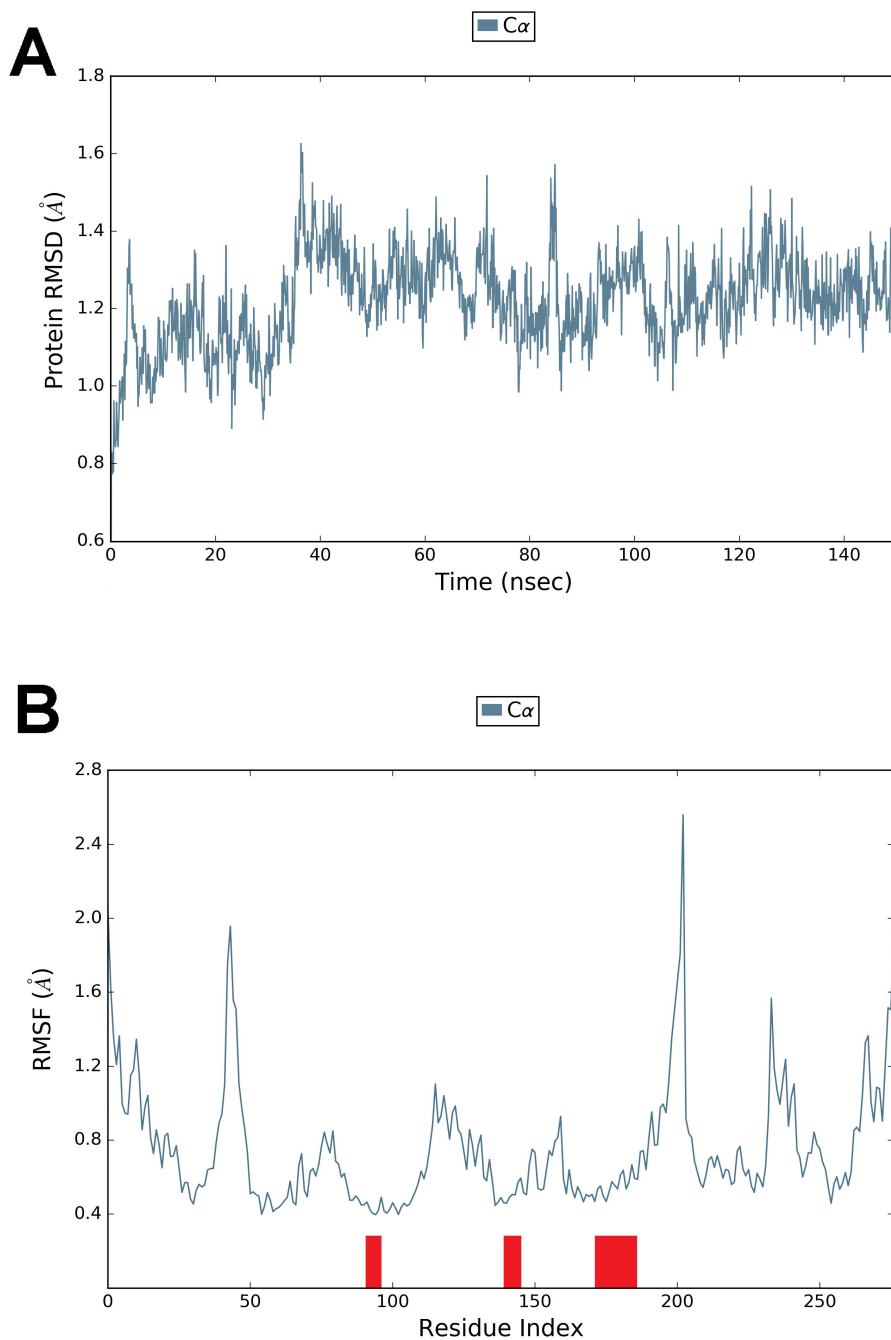 Cα
A
1.8
1.6
1.4
1.2
1.0
0.8
0.6
Protein RMSD (Å)
0 20 40 60 80 100 120 140
Time (nsec)
B
Cα
2.8
2.4
2.0
1.6
1.2
0.8
0.4
RMSF (Å)
0 50 100 150 200 250
Residue Index